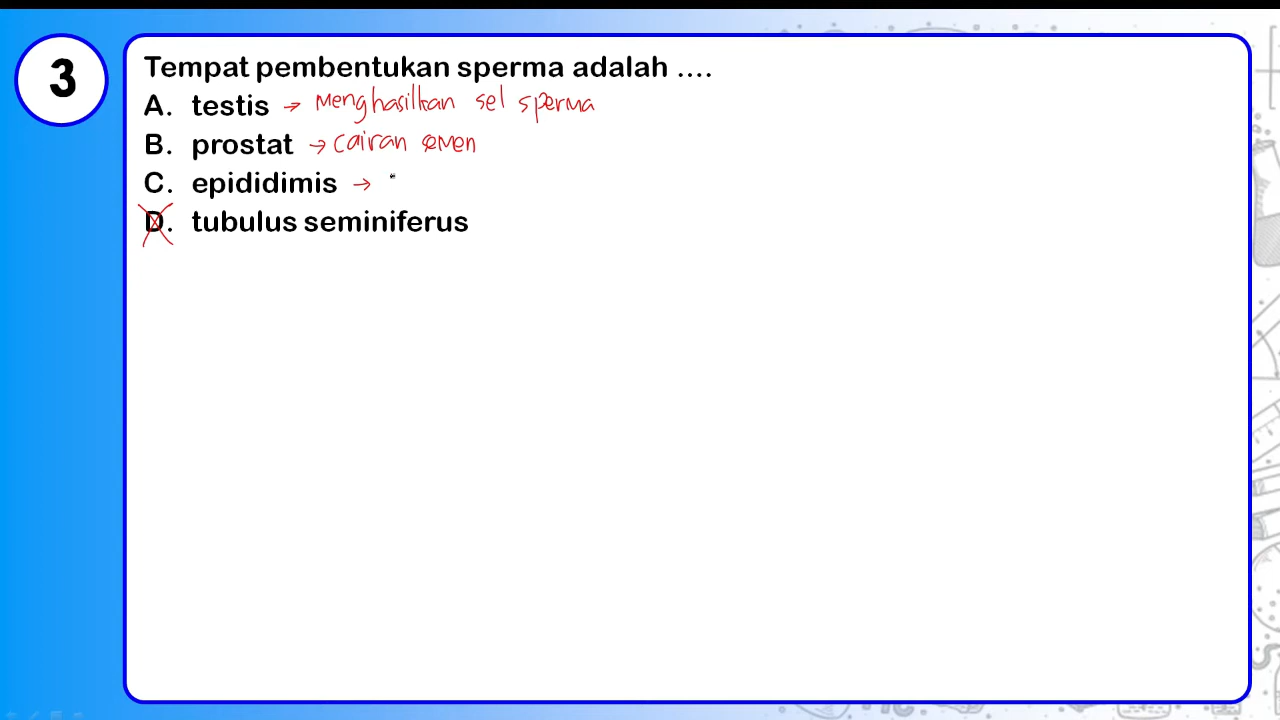 3
Tempat pembentukan sperma adalah ....
A. testis → menghasilkan sel sperma
B. prostat → cairan semen
C. epididimis →
D. tubulus seminiferus